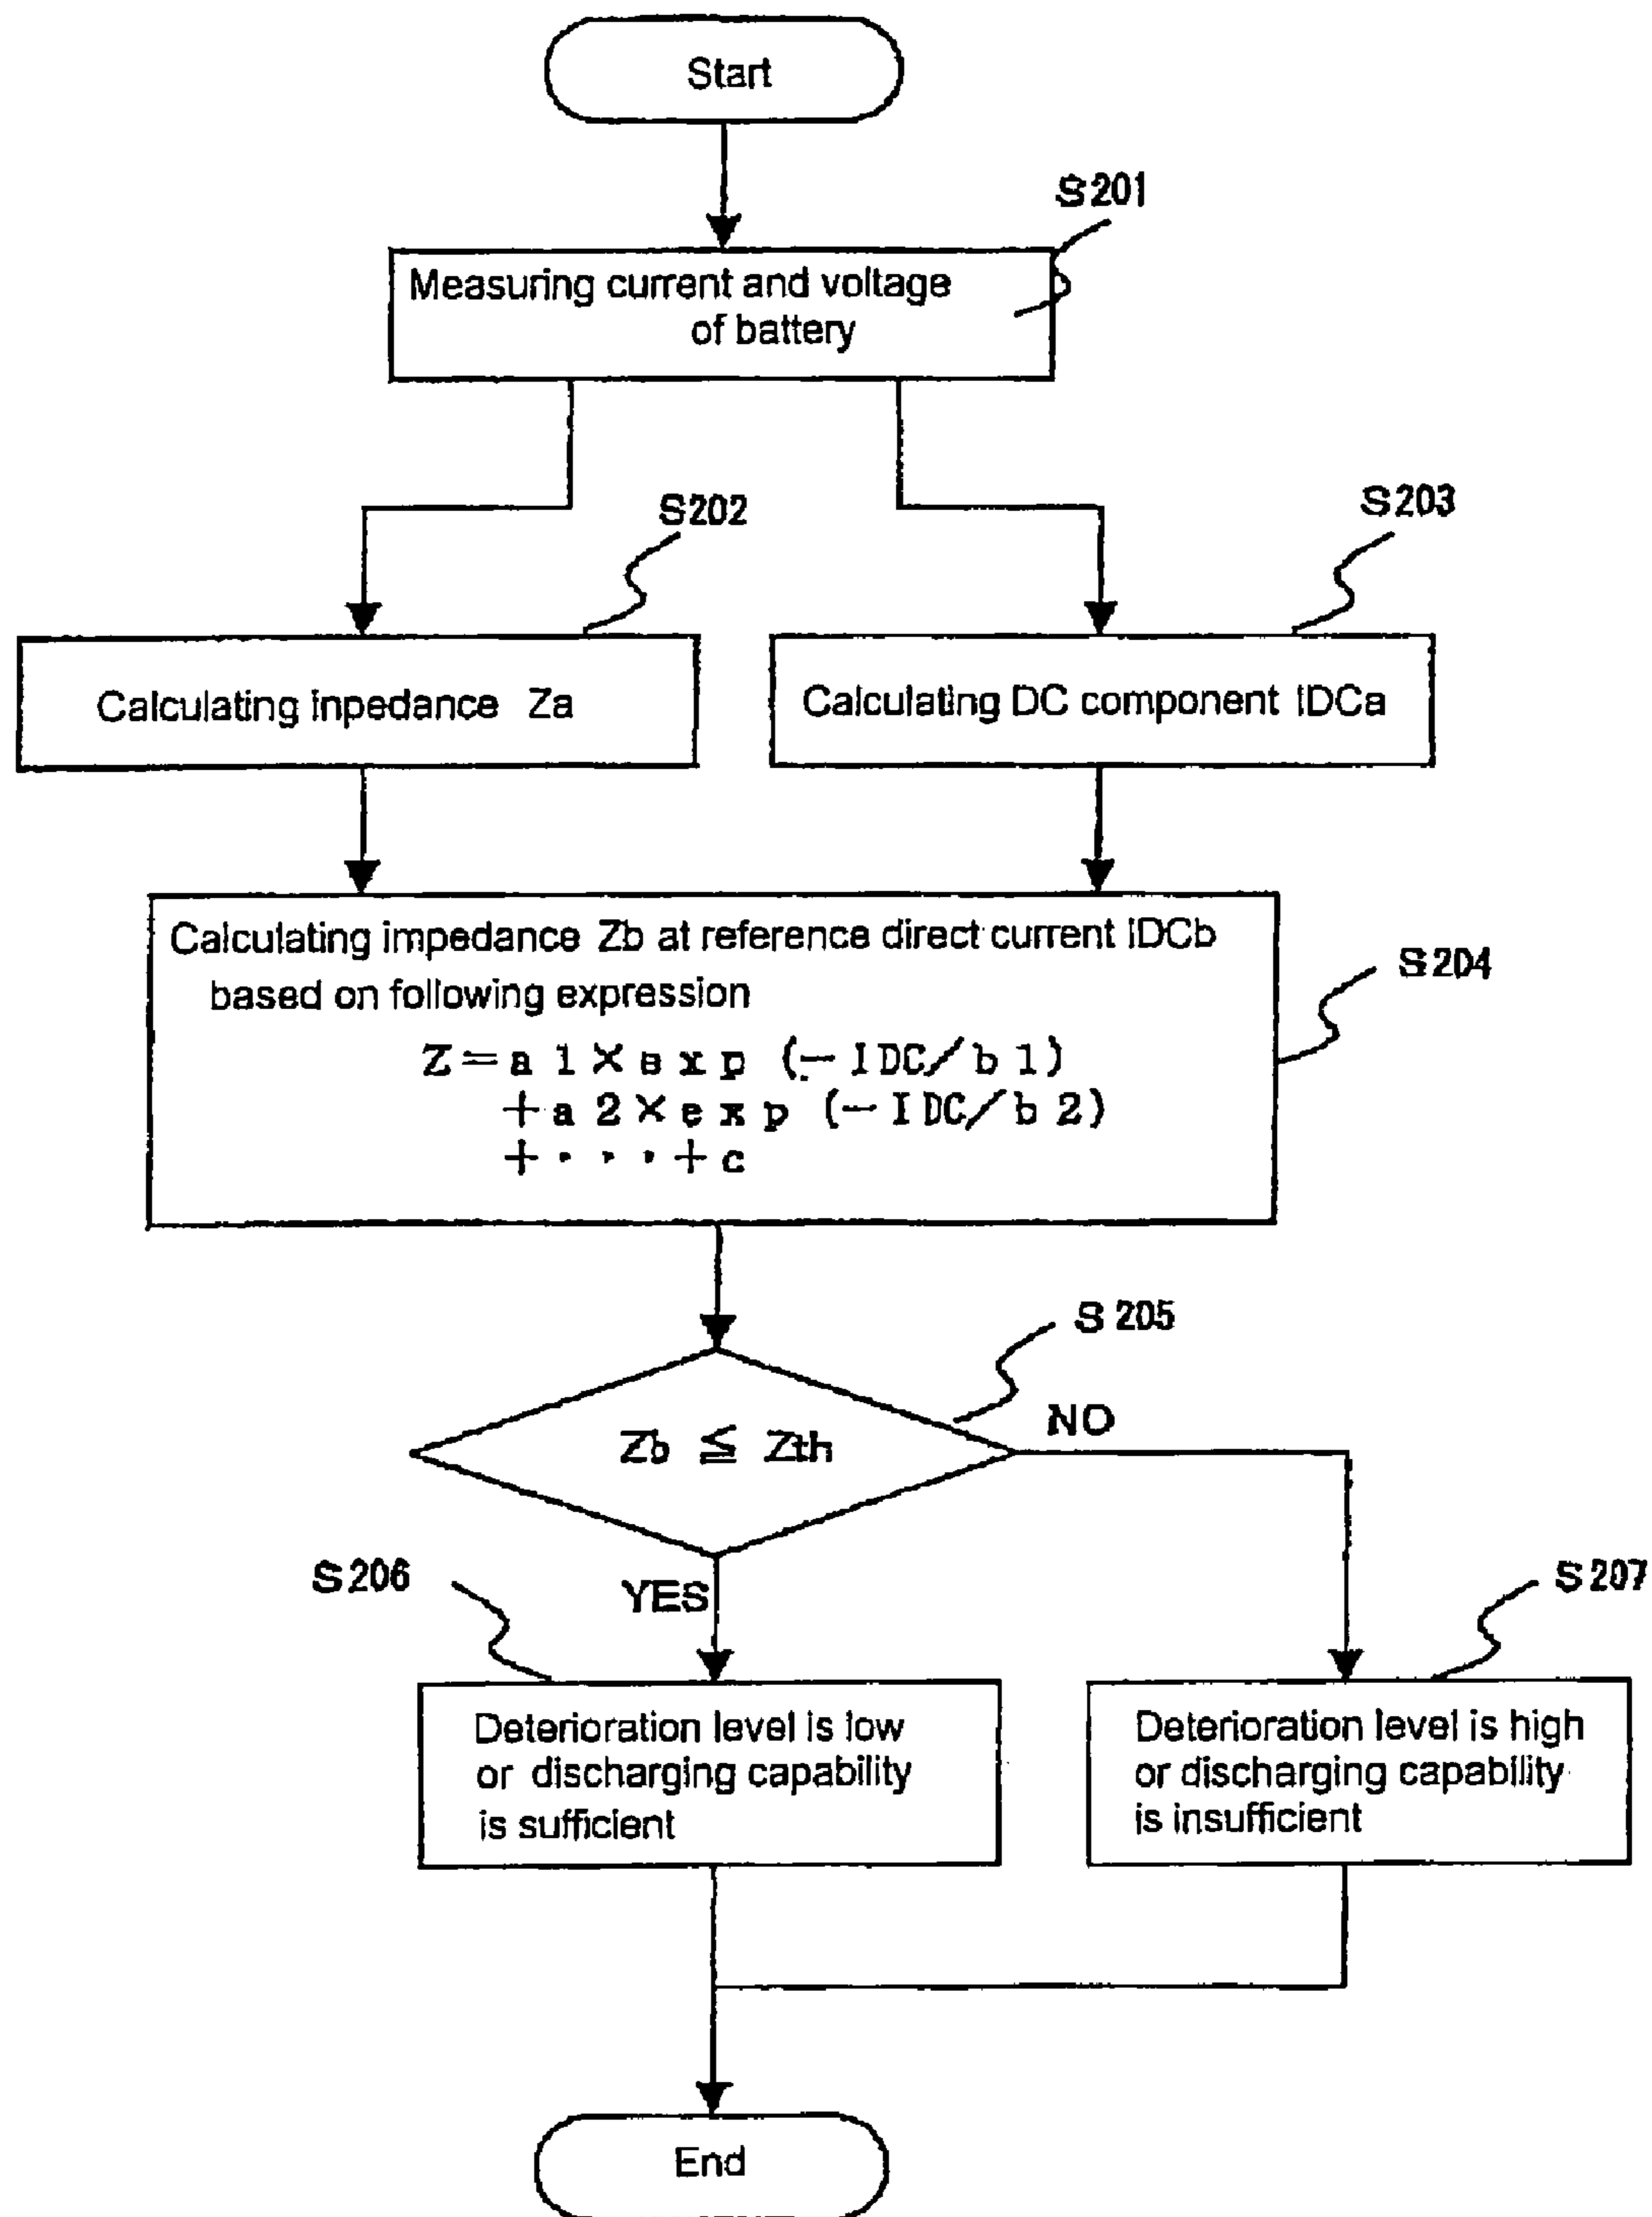 Start
S201
Measuring current and voltage
of battery
S202
S203
Calculating inpedance Za
Calculating DC component IDCa
Calculating impedance Zb at reference direct current IDCb
based on following expression
S204
Z=a1×exp(-IDC/b1)
+a2×exp(-IDC/b2)
+···+c
S205
Zb ≦ Zth
NO
S206
YES
S207
Deterioration level is low
or discharging capability
is sufficient
Deterioration level is high
or discharging capability
is insufficient
End